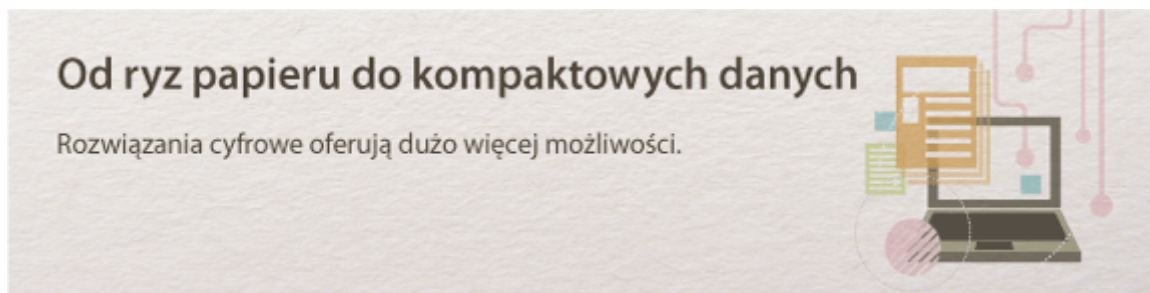 Od ryz papieru do kompaktowych danych
Rozwiązania cyfrowe oferują dużo więcej możliwości.